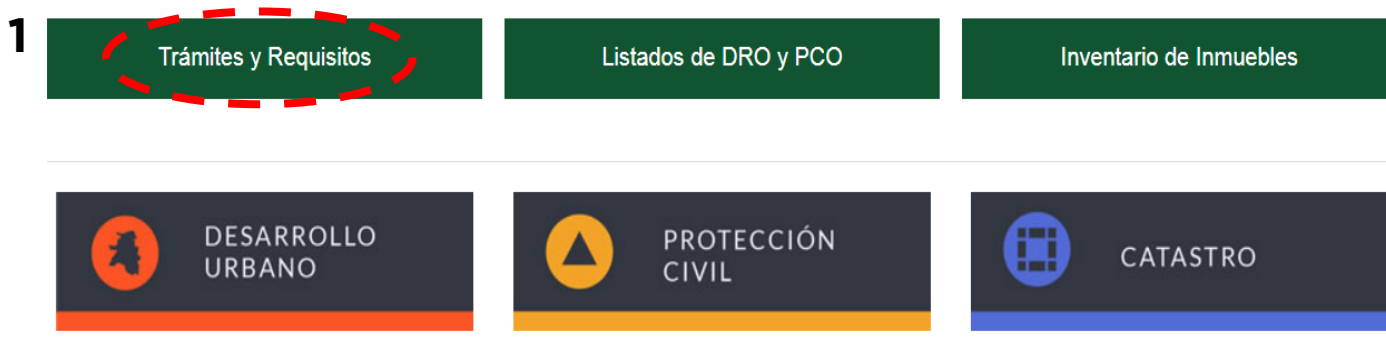 1
Trámites y Requisitos
Listados de DRO y PCO
Inventario de Inmuebles
DESARROLLO
URBANO
PROTECCIÓN
CIVIL
CATASTRO